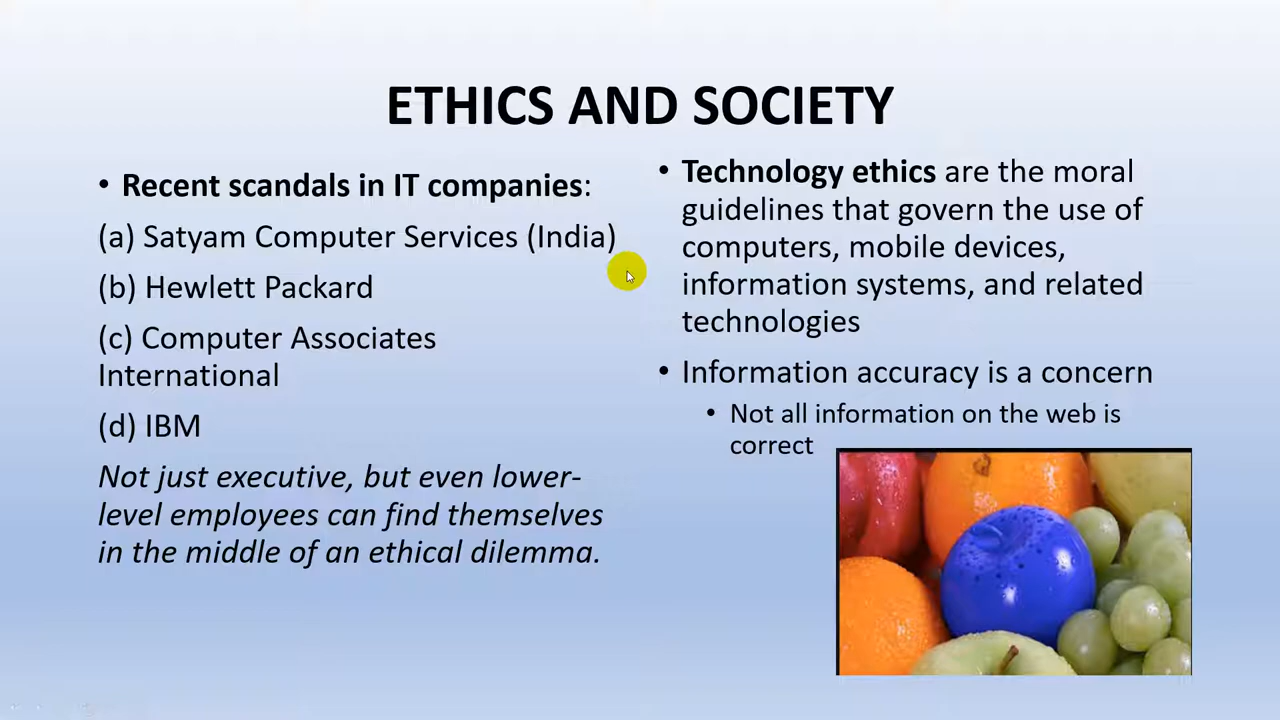 ETHICS AND SOCIETY
• Recent scandals in IT companies:
(a) Satyam Computer Services (India)
(b) Hewlett Packard
(c) Computer Associates
International
(d) IBM
Not just executive, but even lower-
level employees can find themselves
in the middle of an ethical dilemma.
• Technology ethics are the moral
guidelines that govern the use of
computers, mobile devices,
information systems, and related
technologies
• Information accuracy is a concern
• Not all information on the web is
correct